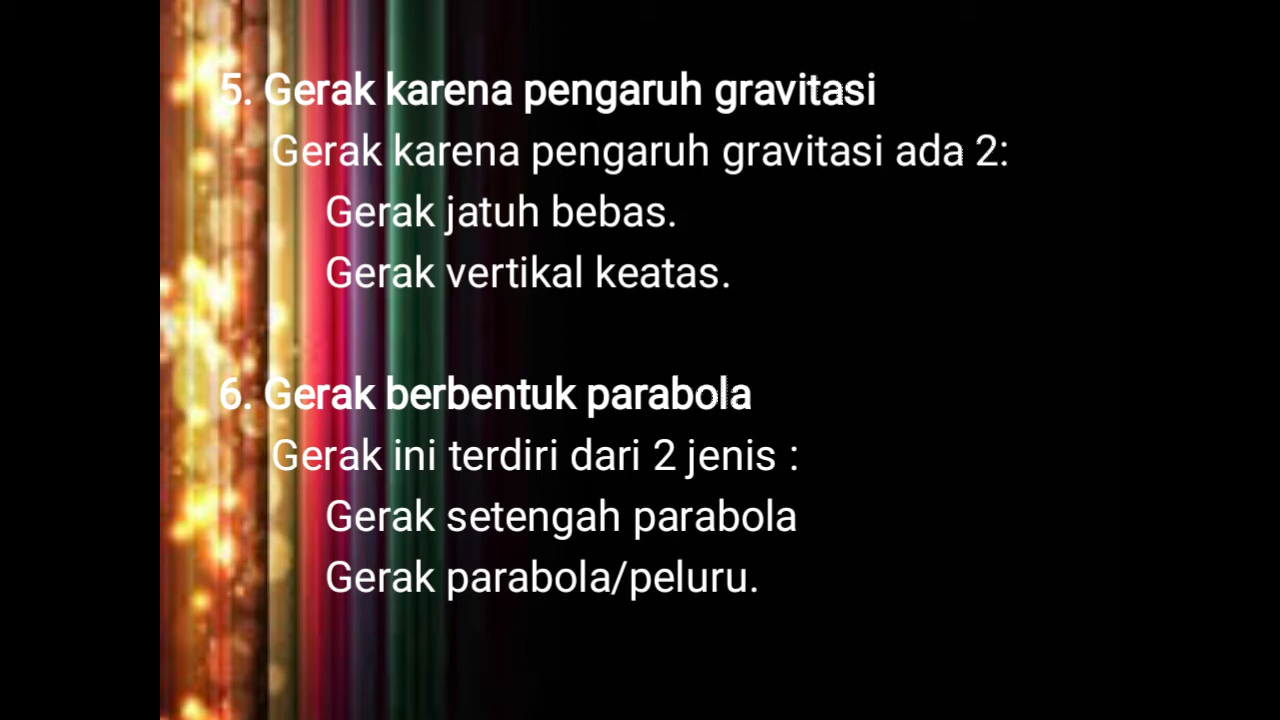 5. Gerak karena pengaruh gravitasi
Gerak karena pengaruh gravitasi ada 2:
Gerak jatuh bebas.
Gerak vertikal keatas.
6. Gerak berbentuk parabola
Gerak ini terdiri dari 2 jenis :
Gerak setengah parabola
Gerak parabola/peluru.